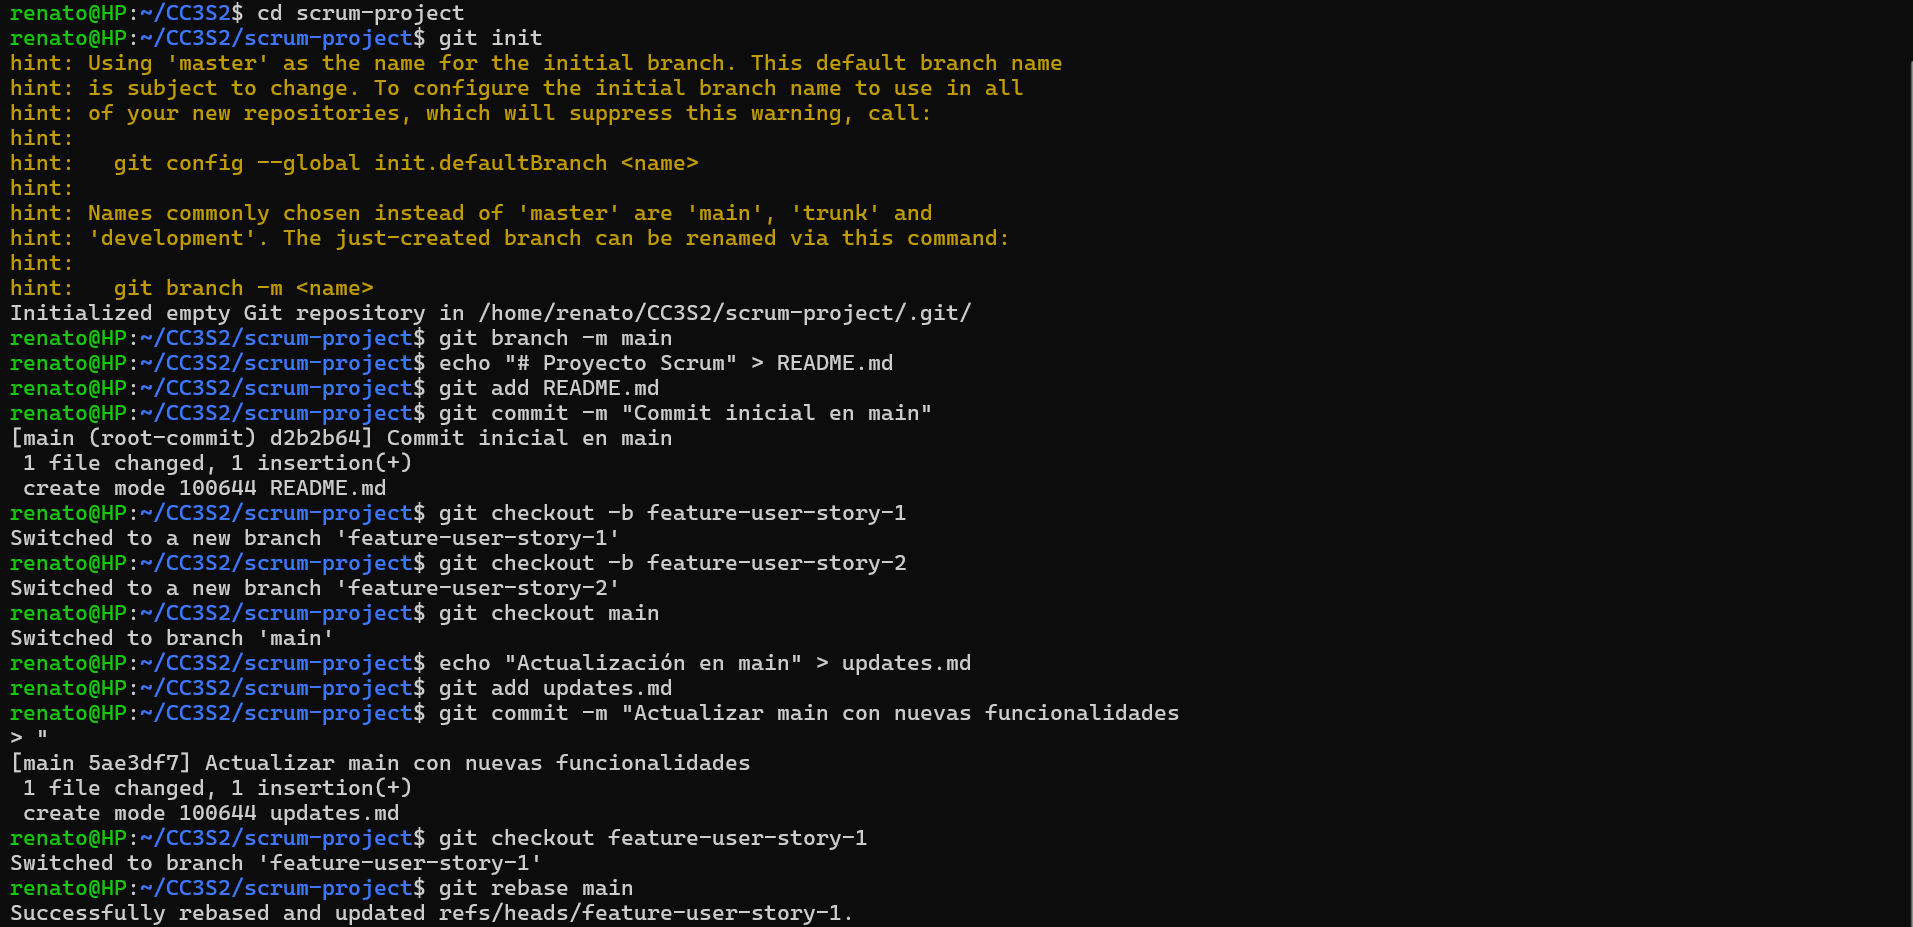 renato@HP:~/CC3S2$ cd scrum-project
renato@HP:~/CC3S2/scrum-project$ git init
hint: Using 'master' as the name for the initial branch. This default branch name
hint: is subject to change. To configure the initial branch name to use in all
hint: of your new repositories, which will suppress this warning, call:
hint:
hint:   git config --global init.defaultBranch <name>
hint:
hint: Names commonly chosen instead of 'master' are 'main', 'trunk' and
hint: 'development'. The just-created branch can be renamed via this command:
hint:
hint:   git branch -m <name>
Initialized empty Git repository in /home/renato/CC3S2/scrum-project/.git/
renato@HP:~/CC3S2/scrum-project$ git branch -m main
renato@HP:~/CC3S2/scrum-project$ echo "# Proyecto Scrum" > README.md
renato@HP:~/CC3S2/scrum-project$ git add README.md
renato@HP:~/CC3S2/scrum-project$ git commit -m "Commit inicial en main"
[main (root-commit) d2b2b64] Commit inicial en main
 1 file changed, 1 insertion(+)
 create mode 100644 README.md
renato@HP:~/CC3S2/scrum-project$ git checkout -b feature-user-story-1
Switched to a new branch 'feature-user-story-1'
renato@HP:~/CC3S2/scrum-project$ git checkout -b feature-user-story-2
Switched to a new branch 'feature-user-story-2'
renato@HP:~/CC3S2/scrum-project$ git checkout main
Switched to branch 'main'
renato@HP:~/CC3S2/scrum-project$ echo "Actualización en main" > updates.md
renato@HP:~/CC3S2/scrum-project$ git add updates.md
renato@HP:~/CC3S2/scrum-project$ git commit -m "Actualizar main con nuevas funcionalidades
> "
[main 5ae3df7] Actualizar main con nuevas funcionalidades
 1 file changed, 1 insertion(+)
 create mode 100644 updates.md
renato@HP:~/CC3S2/scrum-project$ git checkout feature-user-story-1
Switched to branch 'feature-user-story-1'
renato@HP:~/CC3S2/scrum-project$ git rebase main
Successfully rebased and updated refs/heads/feature-user-story-1.